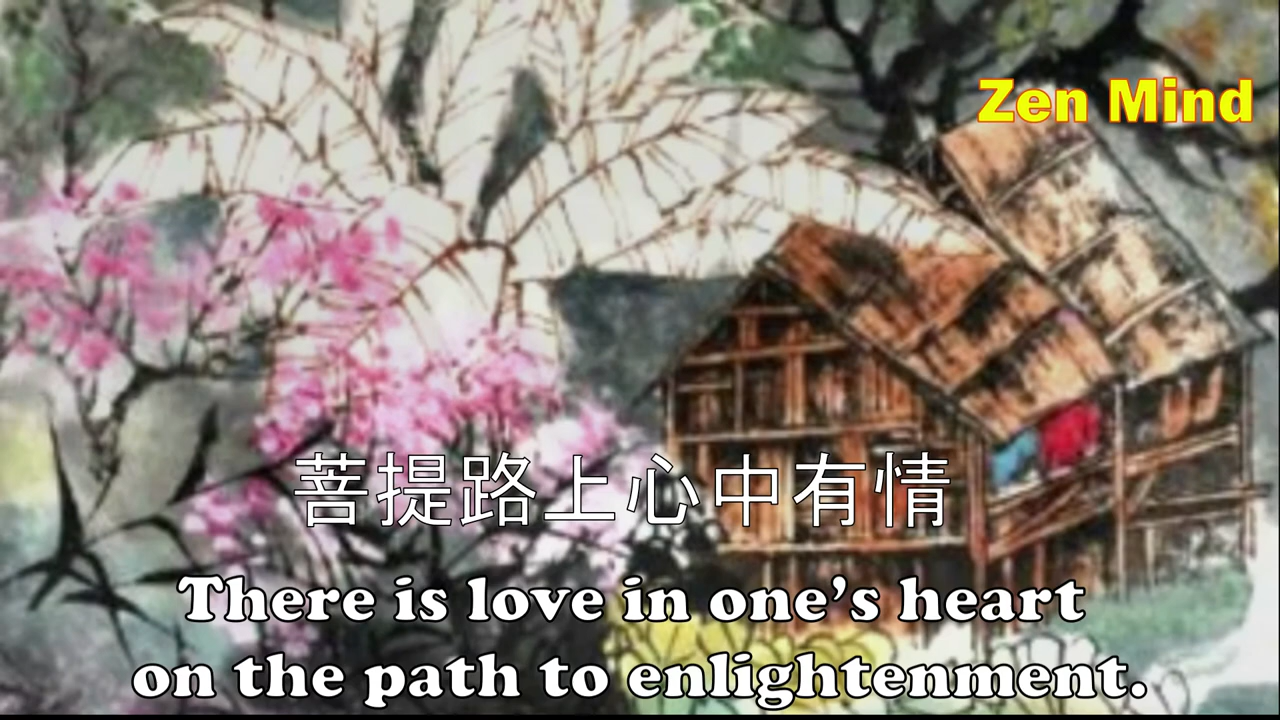 Zen Mind
菩提路上心中有情
There is love in one’s heart
on the path to enlightenment.